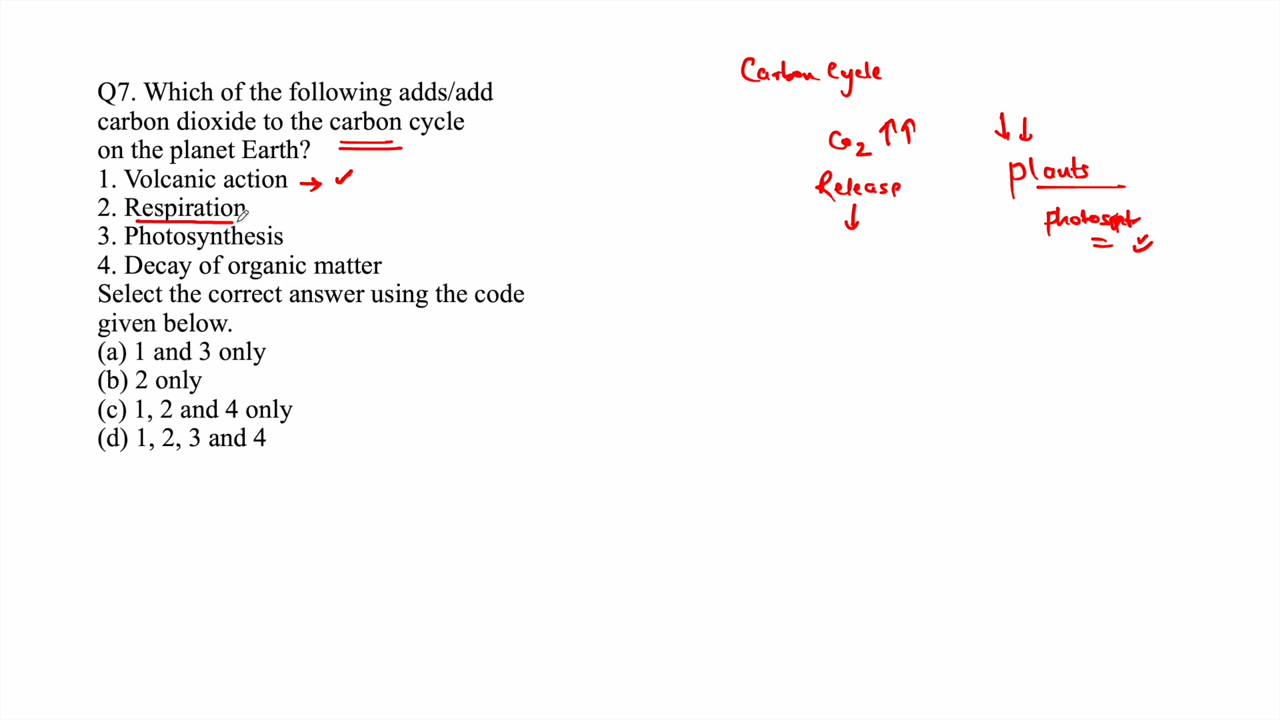 Q7. Which of the following adds/add
carbon dioxide to the carbon cycle
on the planet Earth?
1. Volcanic action
2. Respiration
3. Photosynthesis
4. Decay of organic matter
Select the correct answer using the code
given below.
(a) 1 and 3 only
(b) 2 only
(c) 1, 2 and 4 only
(d) 1, 2, 3 and 4
Carbon Cycle
CO2 ↑↑
Release
↓
↓↓
plants